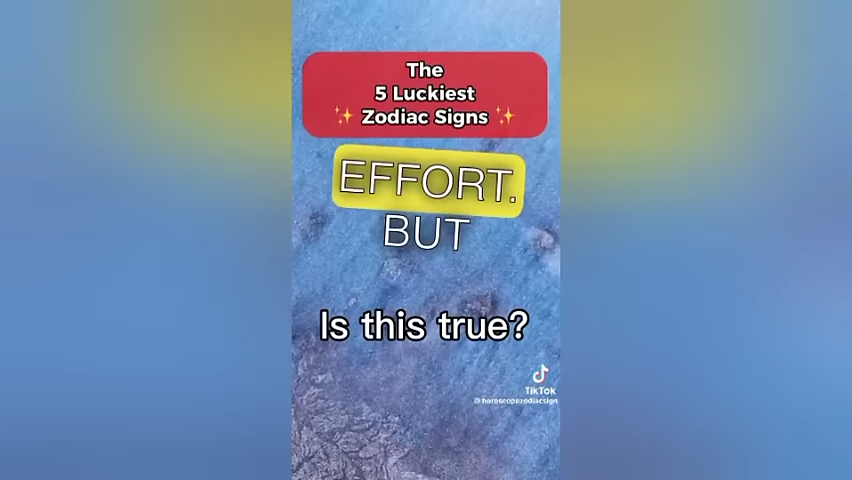 The
5 Luckiest
✨ Zodiac Signs ✨
EFFORT.
BUT
Is this true?
TikTok
@horoscopezodiacsign